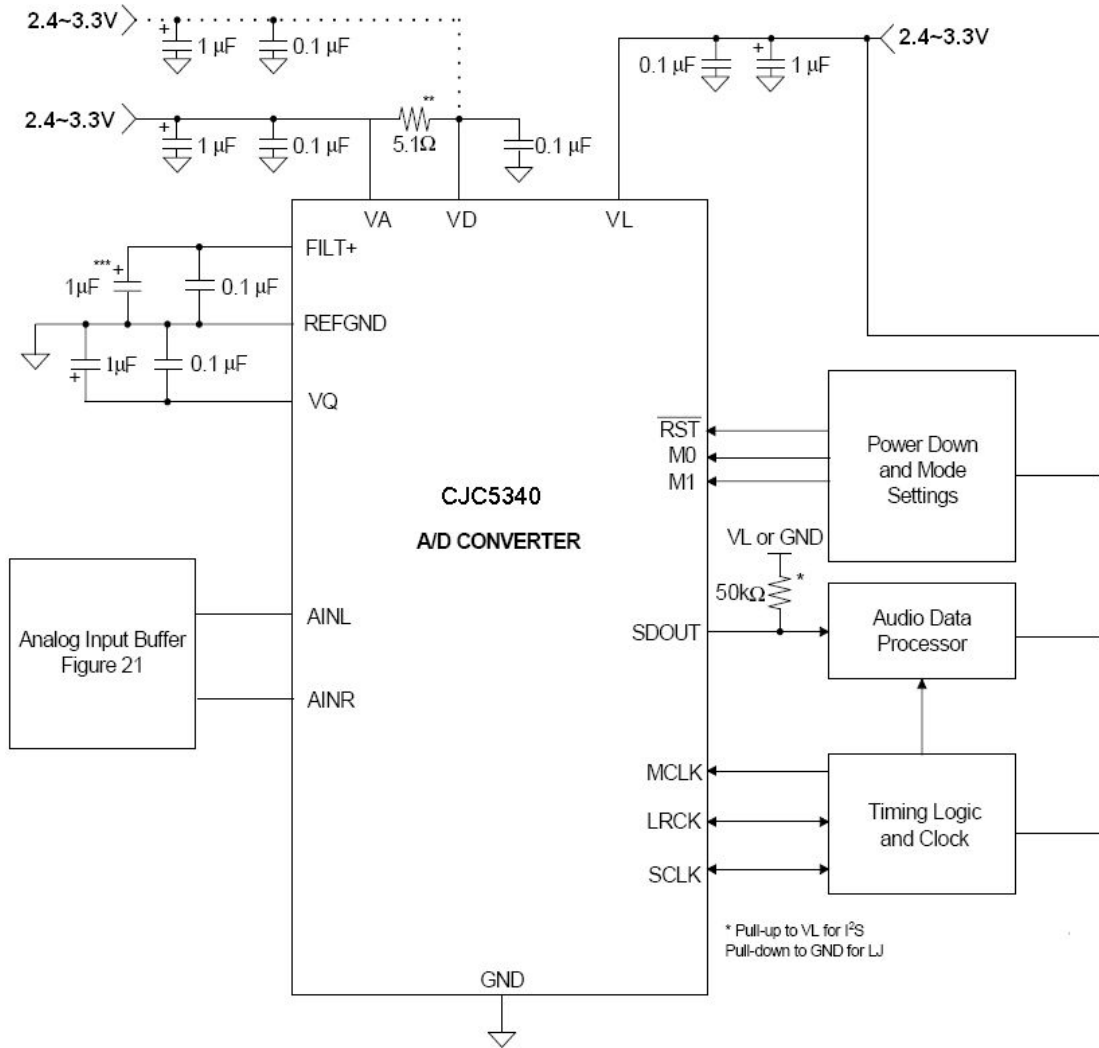 2.4~3.3V
+
1 μF
0.1 μF
2.4~3.3V
0.1 μF
+
1 μF
2.4~3.3V
+
1 μF
0.1 μF
**
5.1Ω
0.1 μF
VA
VD
VL
FILT+
***
+
1μF
0.1 μF
REFGND
1μF
+
0.1 μF
VQ
RST
M0
M1
Power Down
and Mode
Settings
CJC5340
A/D CONVERTER
VL or GND
50kΩ
*
Analog Input Buffer
Figure 21
AINL
AINR
SDOUT
Audio Data
Processor
MCLK
LRCK
SCLK
Timing Logic
and Clock
* Pull-up to VL for I²S
Pull-down to GND for LJ
GND